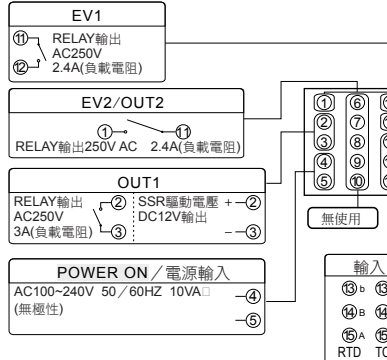 EV1
⑪ RELAY輸出
AC250V
⑫ 2.4A(負載電阻)
EV2/OUT2
① ⑪
RELAY輸出250V AC 2.4A(負載電阻)
OUT1
RELAY輸出 ② SSR驅動電壓 + ②
AC250V DC12V輸出
3A(負載電阻) ③ − ③
POWER ON／電源輸入
AC100~240V 50／60HZ 10VA□ ④
(無極性)
⑤
① ⑥
② ⑦
③ ⑧
④ ⑨
⑤ ⑩
無使用
輸入
⑬b ⑬
⑭B ⑭
⑮A ⑮
RTD